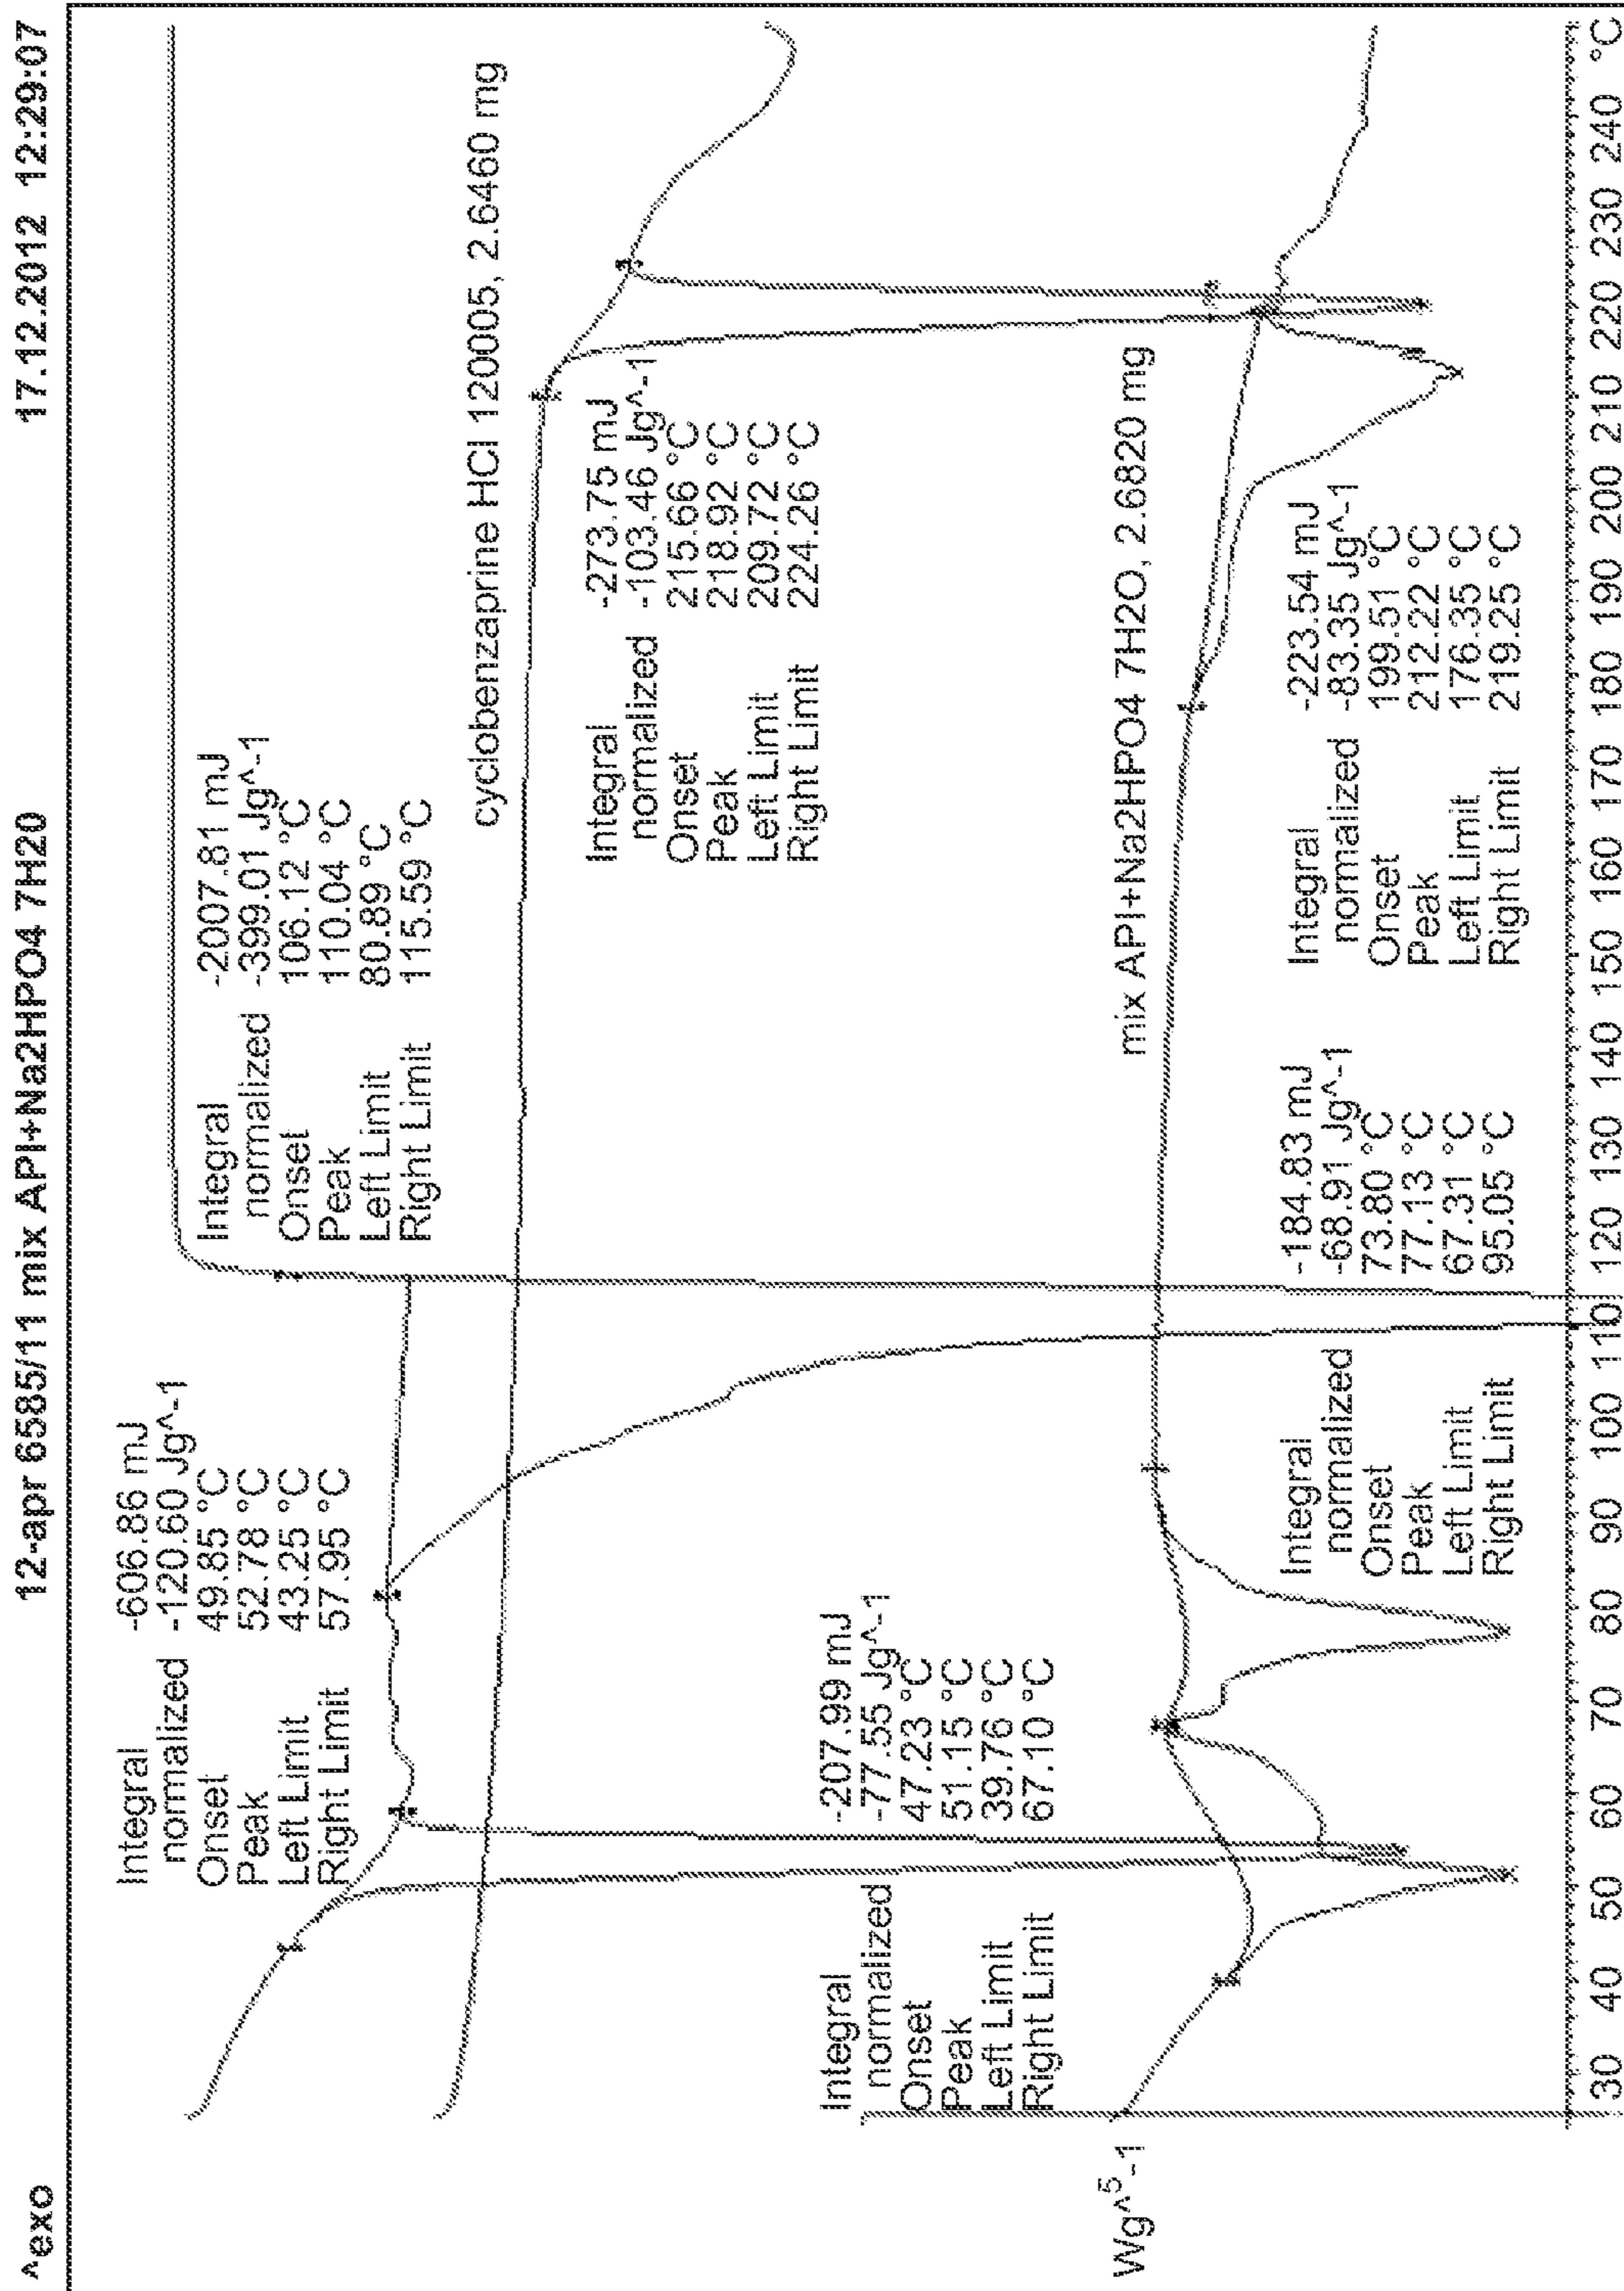 ^exo 12-apr 6585/11 mix API+Na2HPO4 7H20 17.12.2012 12:29:07
Integral -606.86 mJ
normalized -120.60 Jg^-1
Onset 49.85 °C
Peak 52.78 °C
Left Limit 43.25 °C
Right Limit 57.95 °C
Integral -2007.81 mJ
normalized -399.01 Jg^-1
Onset 106.12 °C
Peak 110.04 °C
Left Limit 80.89 °C
Right Limit 115.59 °C
cyclobenzaprine HCl 120005, 2.6460 mg
Integral -273.75 mJ
normalized -103.46 Jg^-1
Onset 215.66 °C
Peak 218.92 °C
Left Limit 209.72 °C
Right Limit 224.26 °C
Integral -207.99 mJ
normalized -77.55 Jg^-1
Onset 47.23 °C
Peak 51.15 °C
Left Limit 39.76 °C
Right Limit 67.10 °C
mix API+Na2HPO4 7H2O, 2.6820 mg
Wg^5-1
Integral -184.83 mJ
normalized -68.91 Jg^-1
Onset 73.80 °C
Peak 77.13 °C
Left Limit 67.31 °C
Right Limit 95.05 °C
Integral -223.54 mJ
normalized -83.35 Jg^-1
Onset 199.51 °C
Peak 212.22 °C
Left Limit 176.35 °C
Right Limit 219.25 °C
30 40 50 60 70 80 90 100 110 120 130 140 150 160 170 180 190 200 210 220 230 240 °C